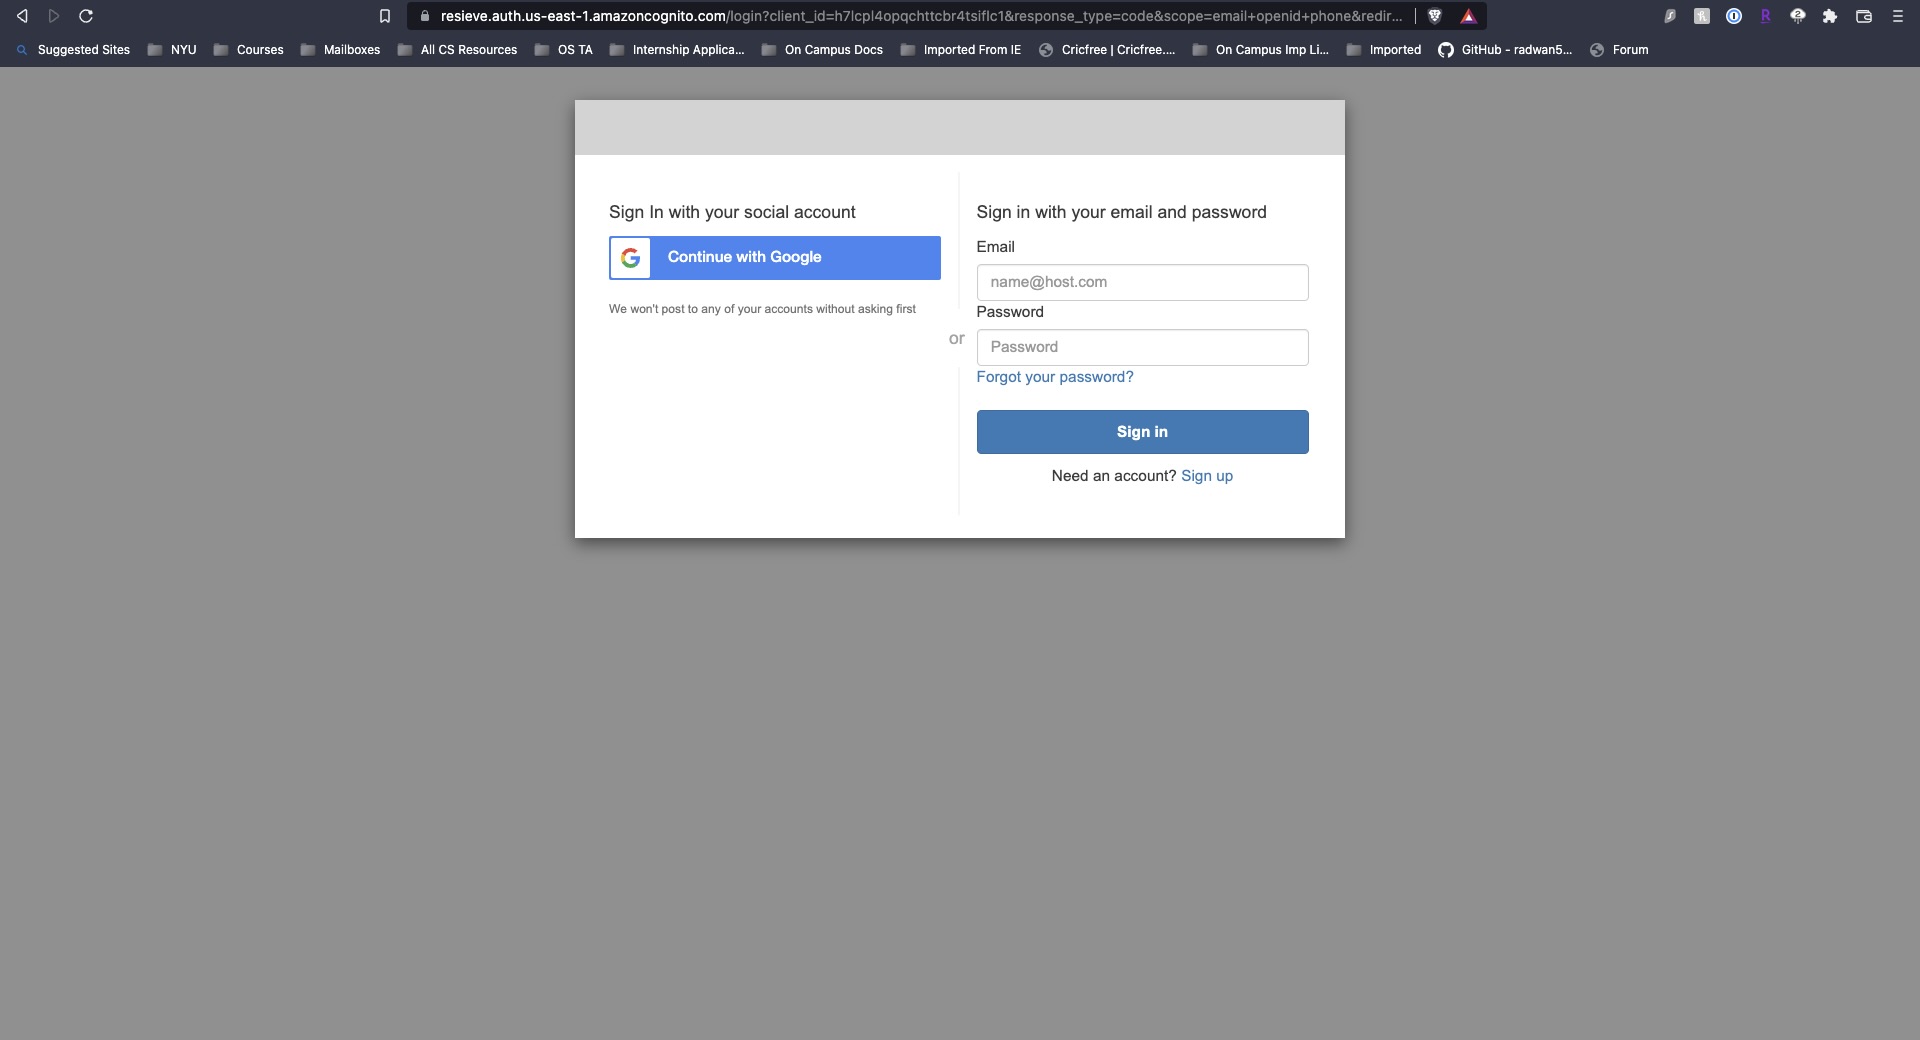 resieve.auth.us-east-1.amazoncognito.com/login?client_id=h7lcpl4opqchttcbr4tsiflc1&response_type=code&scope=email+openid+phone&redir...
Suggested Sites NYU Courses Mailboxes All CS Resources OS TA Internship Applica... On Campus Docs Imported From IE Cricfree | Cricfree.... On Campus Imp Li... Imported GitHub - radwan5... Forum
Sign In with your social account
Continue with Google
We won't post to any of your accounts without asking first
or
Sign in with your email and password
Email
name@host.com
Password
Password
Forgot your password?
Sign in
Need an account? Sign up